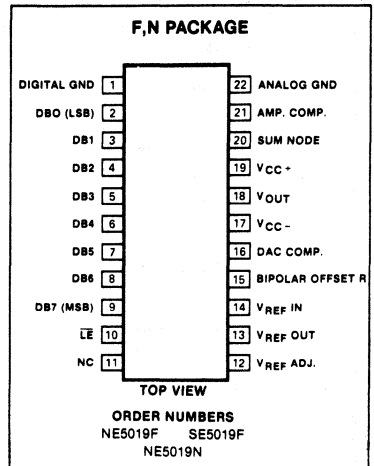 F,N PACKAGE
DIGITAL GND 1 22 ANALOG GND
DBO (LSB) 2 21 AMP. COMP.
DB1 3 20 SUM NODE
DB2 4 19 VCC +
DB3 5 18 VOUT
DB4 6 17 VCC –
DB5 7 16 DAC COMP.
DB6 8 15 BIPOLAR OFFSET R
DB7 (MSB) 9 14 VREF IN
L̅E̅ 10 13 VREF OUT
NC 11 12 VREF ADJ.
TOP VIEW
ORDER NUMBERS
NE5019F SE5019F
NE5019N